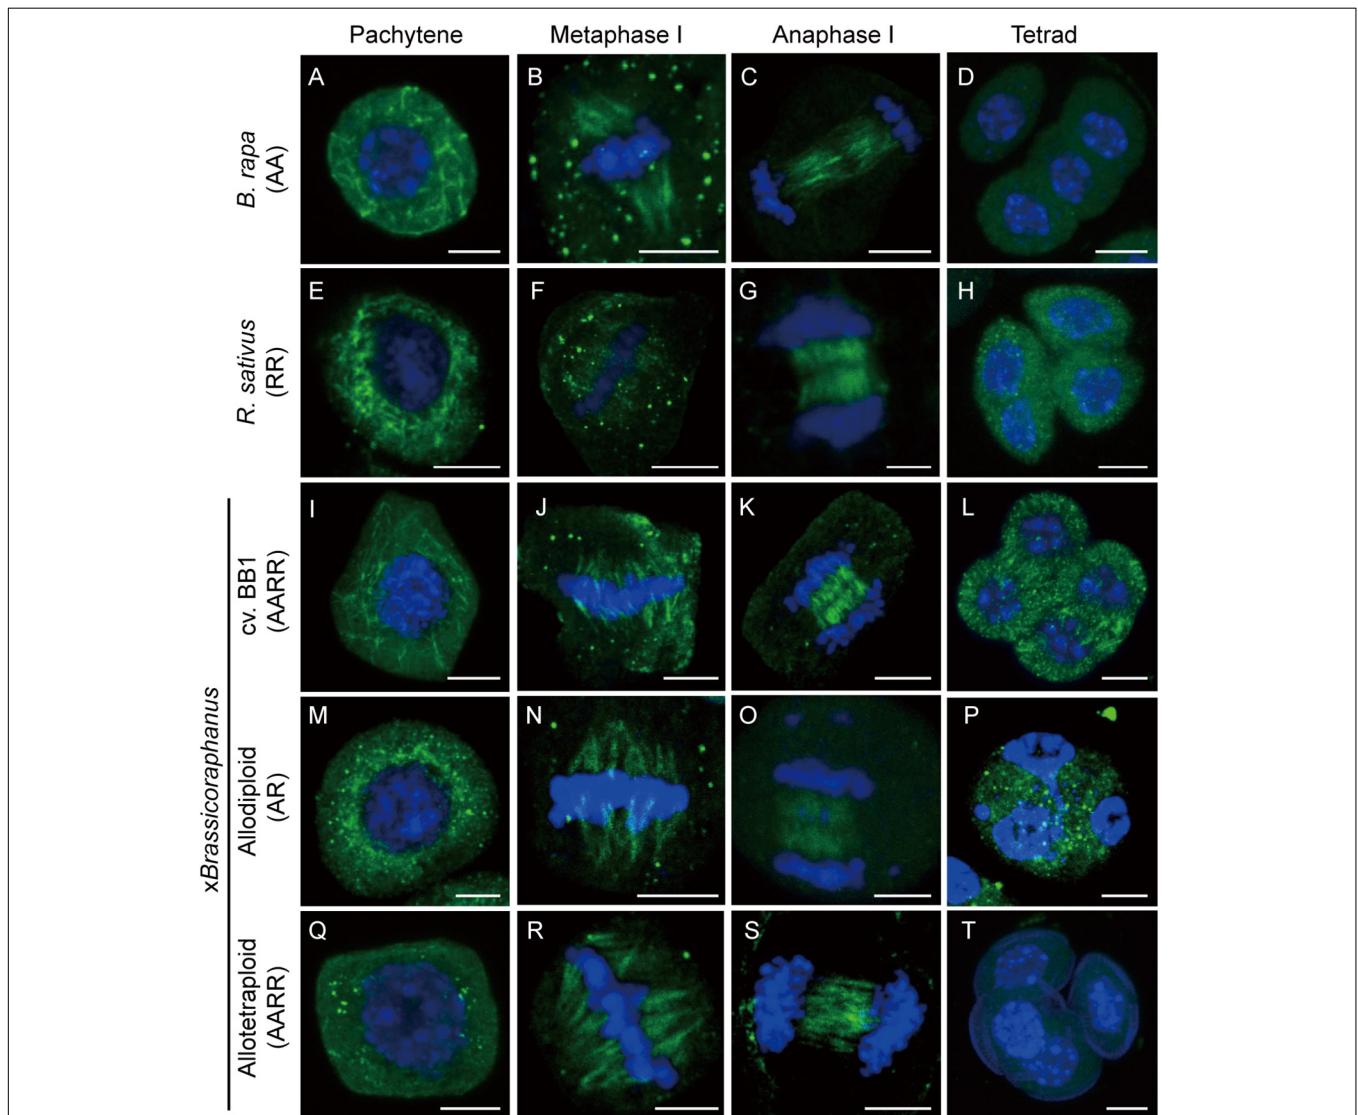 Pachytene Metaphase I Anaphase I Tetrad
B. rapa
(AA)
A B C D
R. sativus
(RR)
E F G H
xBrassicoraphanus
cv. BB1
(AARR)
I J K L
Allodiploid
(AR)
M N O P
Allotetraploid
(AARR)
Q R S T